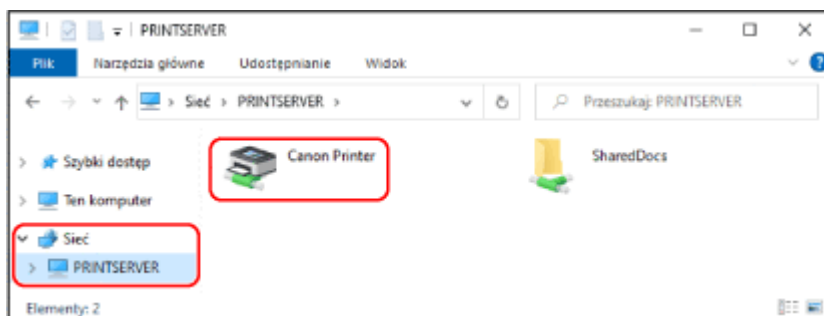 PRINTSERVER
Plik Narzędzia główne Udostępnianie Widok
Sieć > PRINTSERVER >
Przeszukaj: PRINTSERVER
Szybki dostęp
Ten komputer
Sieć
PRINTSERVER
Canon Printer
SharedDocs
Elementy: 2